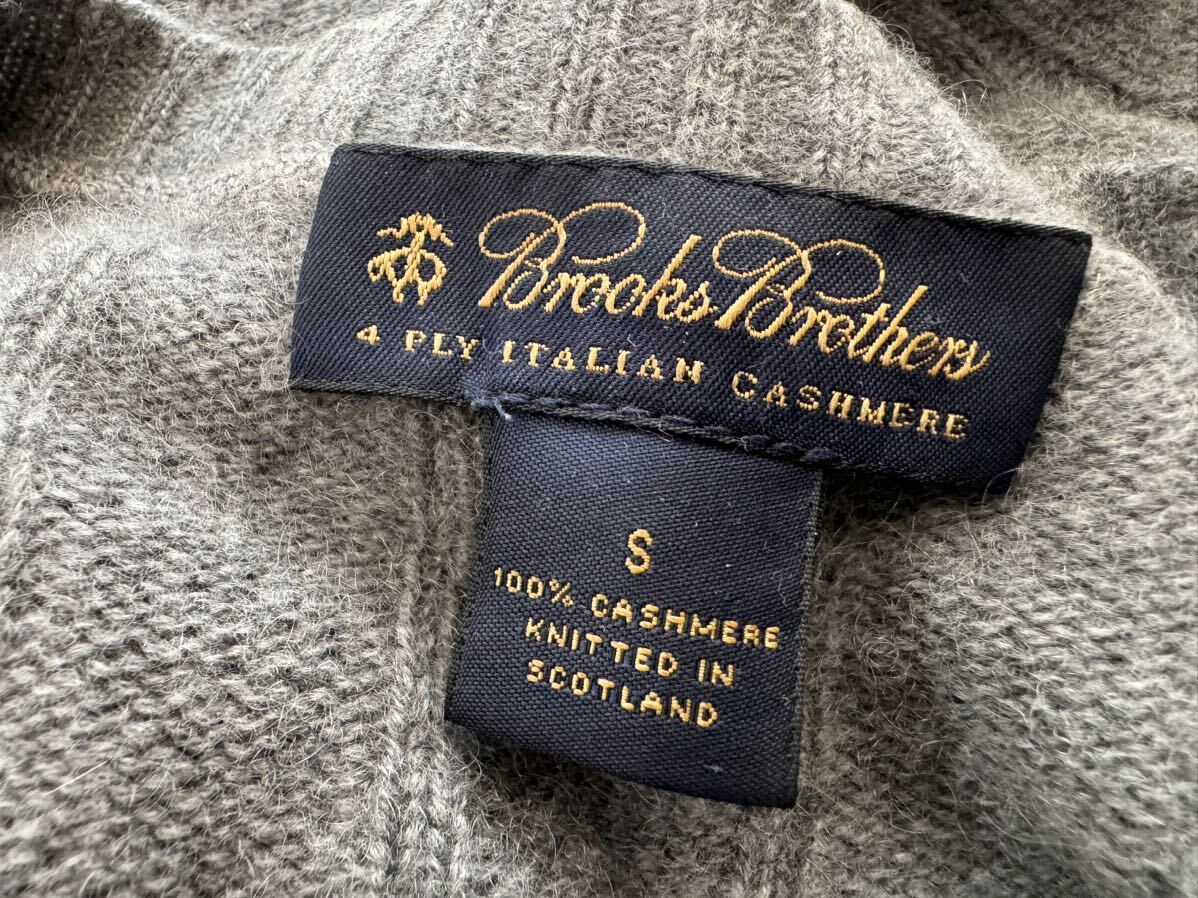 Brooks Brothers
4 PLY ITALIAN CASHMERE
S
100% CASHMERE
KNITTED IN
SCOTLAND